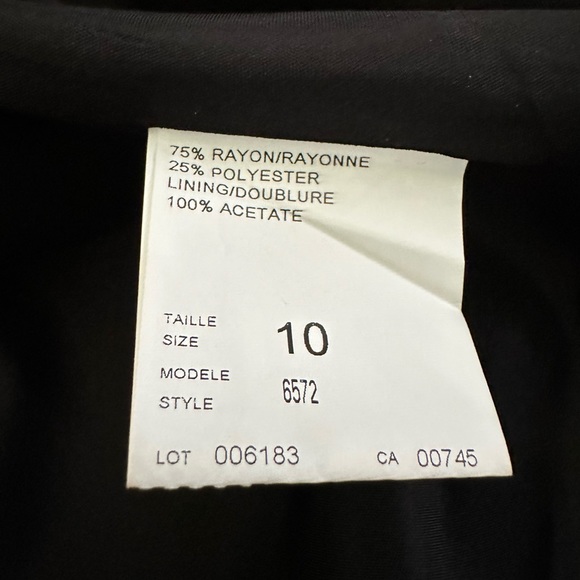 75% RAYON/RAYONNE
25% POLYESTER
LINING/DOUBLURE
100% ACETATE
TAILLE
SIZE 10
MODELE
STYLE 6572
LOT 006183 CA 00745